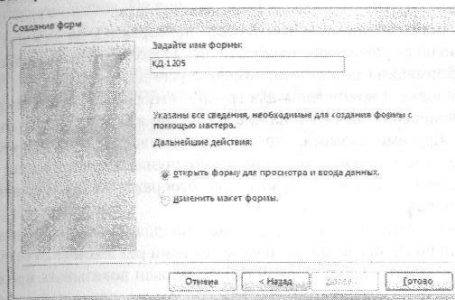 Создания форм
Задайте имя формы:
КД-1205
Указаны все сведения, необходимые для создания формы с
помощью мастера.
Дальнейшие действия:
открыть форму для просмотра и ввода данных.
изменить макет формы.
Отмена < Назад Далее > Готово